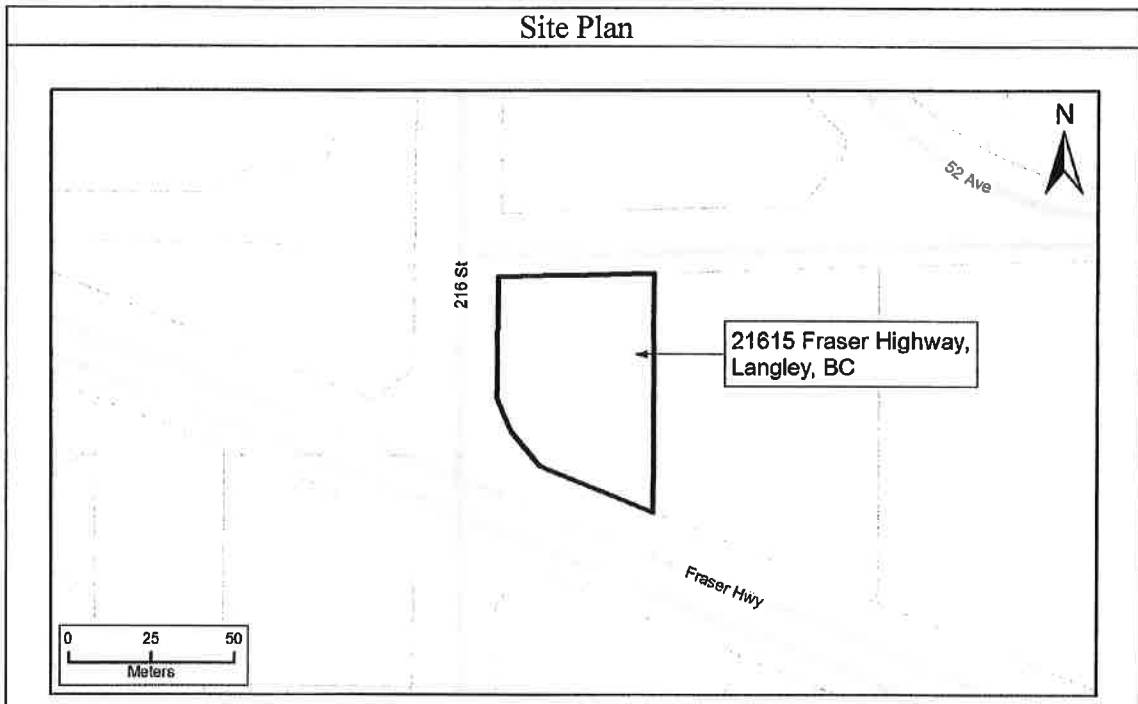 Site Plan
N
52 Ave
216 St
21615 Fraser Highway,
Langley, BC
Fraser Hwy
0 25 50
Meters